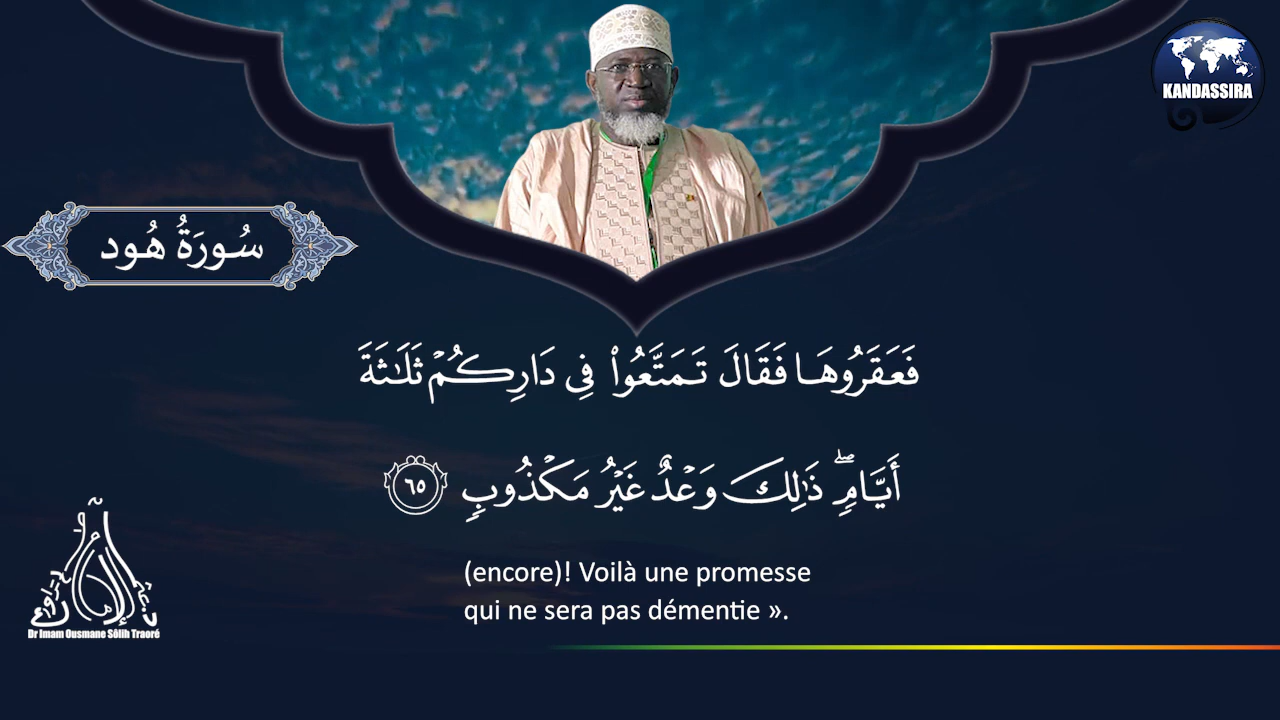 KANDASSIRA
سُورَةُ هُود
فَعَقَرُوهَا فَقَالَ تَمَتَّعُوا۟ فِى دَارِكُمْ ثَلَـٰثَةَ
أَيَّامٍۢ ۖ ذَٰلِكَ وَعْدٌ غَيْرُ مَكْذُوبٍۢ ٦٥
(encore)! Voilà une promesse
qui ne sera pas démentie ».
Dr Imam Ousmane Sôlih Traoré